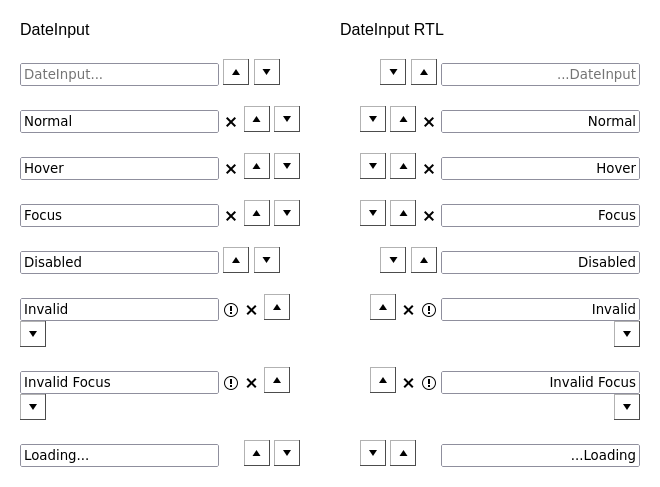 DateInput
DateInput RTL
DateInput...
...DateInput
Normal
Normal
Hover
Hover
Focus
Focus
Disabled
Disabled
Invalid
Invalid
Invalid Focus
Invalid Focus
Loading...
...Loading